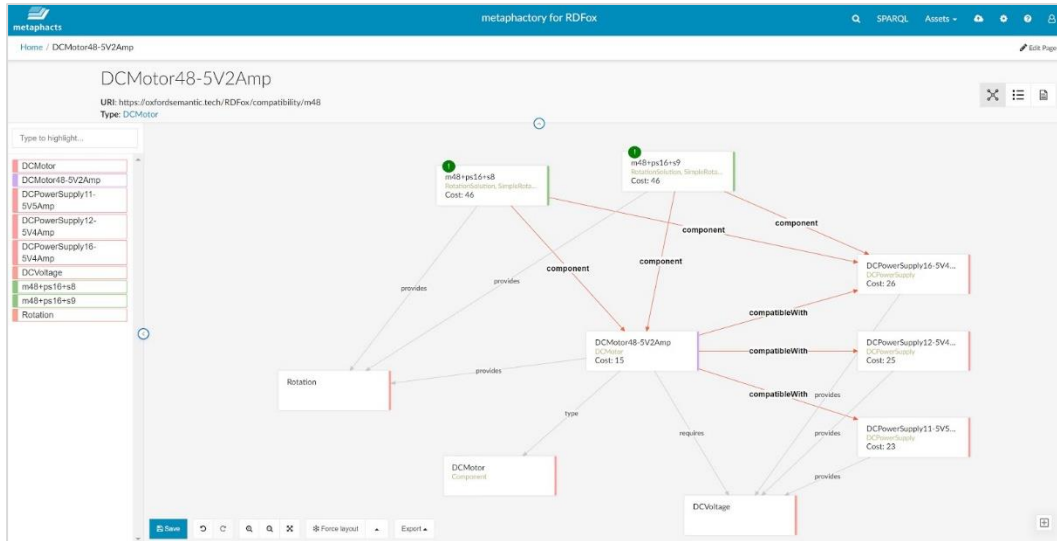 metaphacts
metaphactory for RDFox
SPARQL
Assets
Home / DCMotor48-5V2Amp
Edit Page
DCMotor48-5V2Amp
URI: https://oxfordsemantic.tech/RDFox/compatibility/m48
Type: DCMotor
Type to highlight...
DCMotor
DCMotor48-5V2Amp
DCPowerSupply11-
5V5Amp
DCPowerSupply12-
5V4Amp
DCPowerSupply16-
5V4Amp
DCVoltage
m48+ps16+s8
m48+ps16+s9
Rotation
m48+ps16+s8
RotationSolution, SimpleRota...
Cost: 46
m48+ps16+s9
RotationSolution, SimpleRota...
Cost: 46
component
component
component
component
provides
provides
DCPowerSupply16-5V4...
DCPowerSupply
Cost: 26
compatibleWith
DCMotor48-5V2Amp
DCMotor
Cost: 15
compatibleWith
DCPowerSupply12-5V4...
DCPowerSupply
Cost: 25
Rotation
provides
compatibleWith
provides
type
requires
provides
DCPowerSupply11-5V5...
DCPowerSupply
Cost: 23
DCMotor
Component
provides
DCVoltage
Save
Force layout
Export